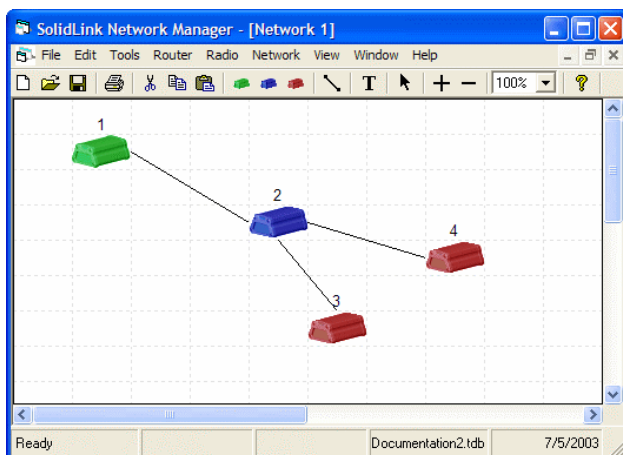 SolidLink Network Manager - [Network 1]
File Edit Tools Router Radio Network View Window Help
T 100%
1
2
4
3
Ready Documentation2.tdb 7/5/2003